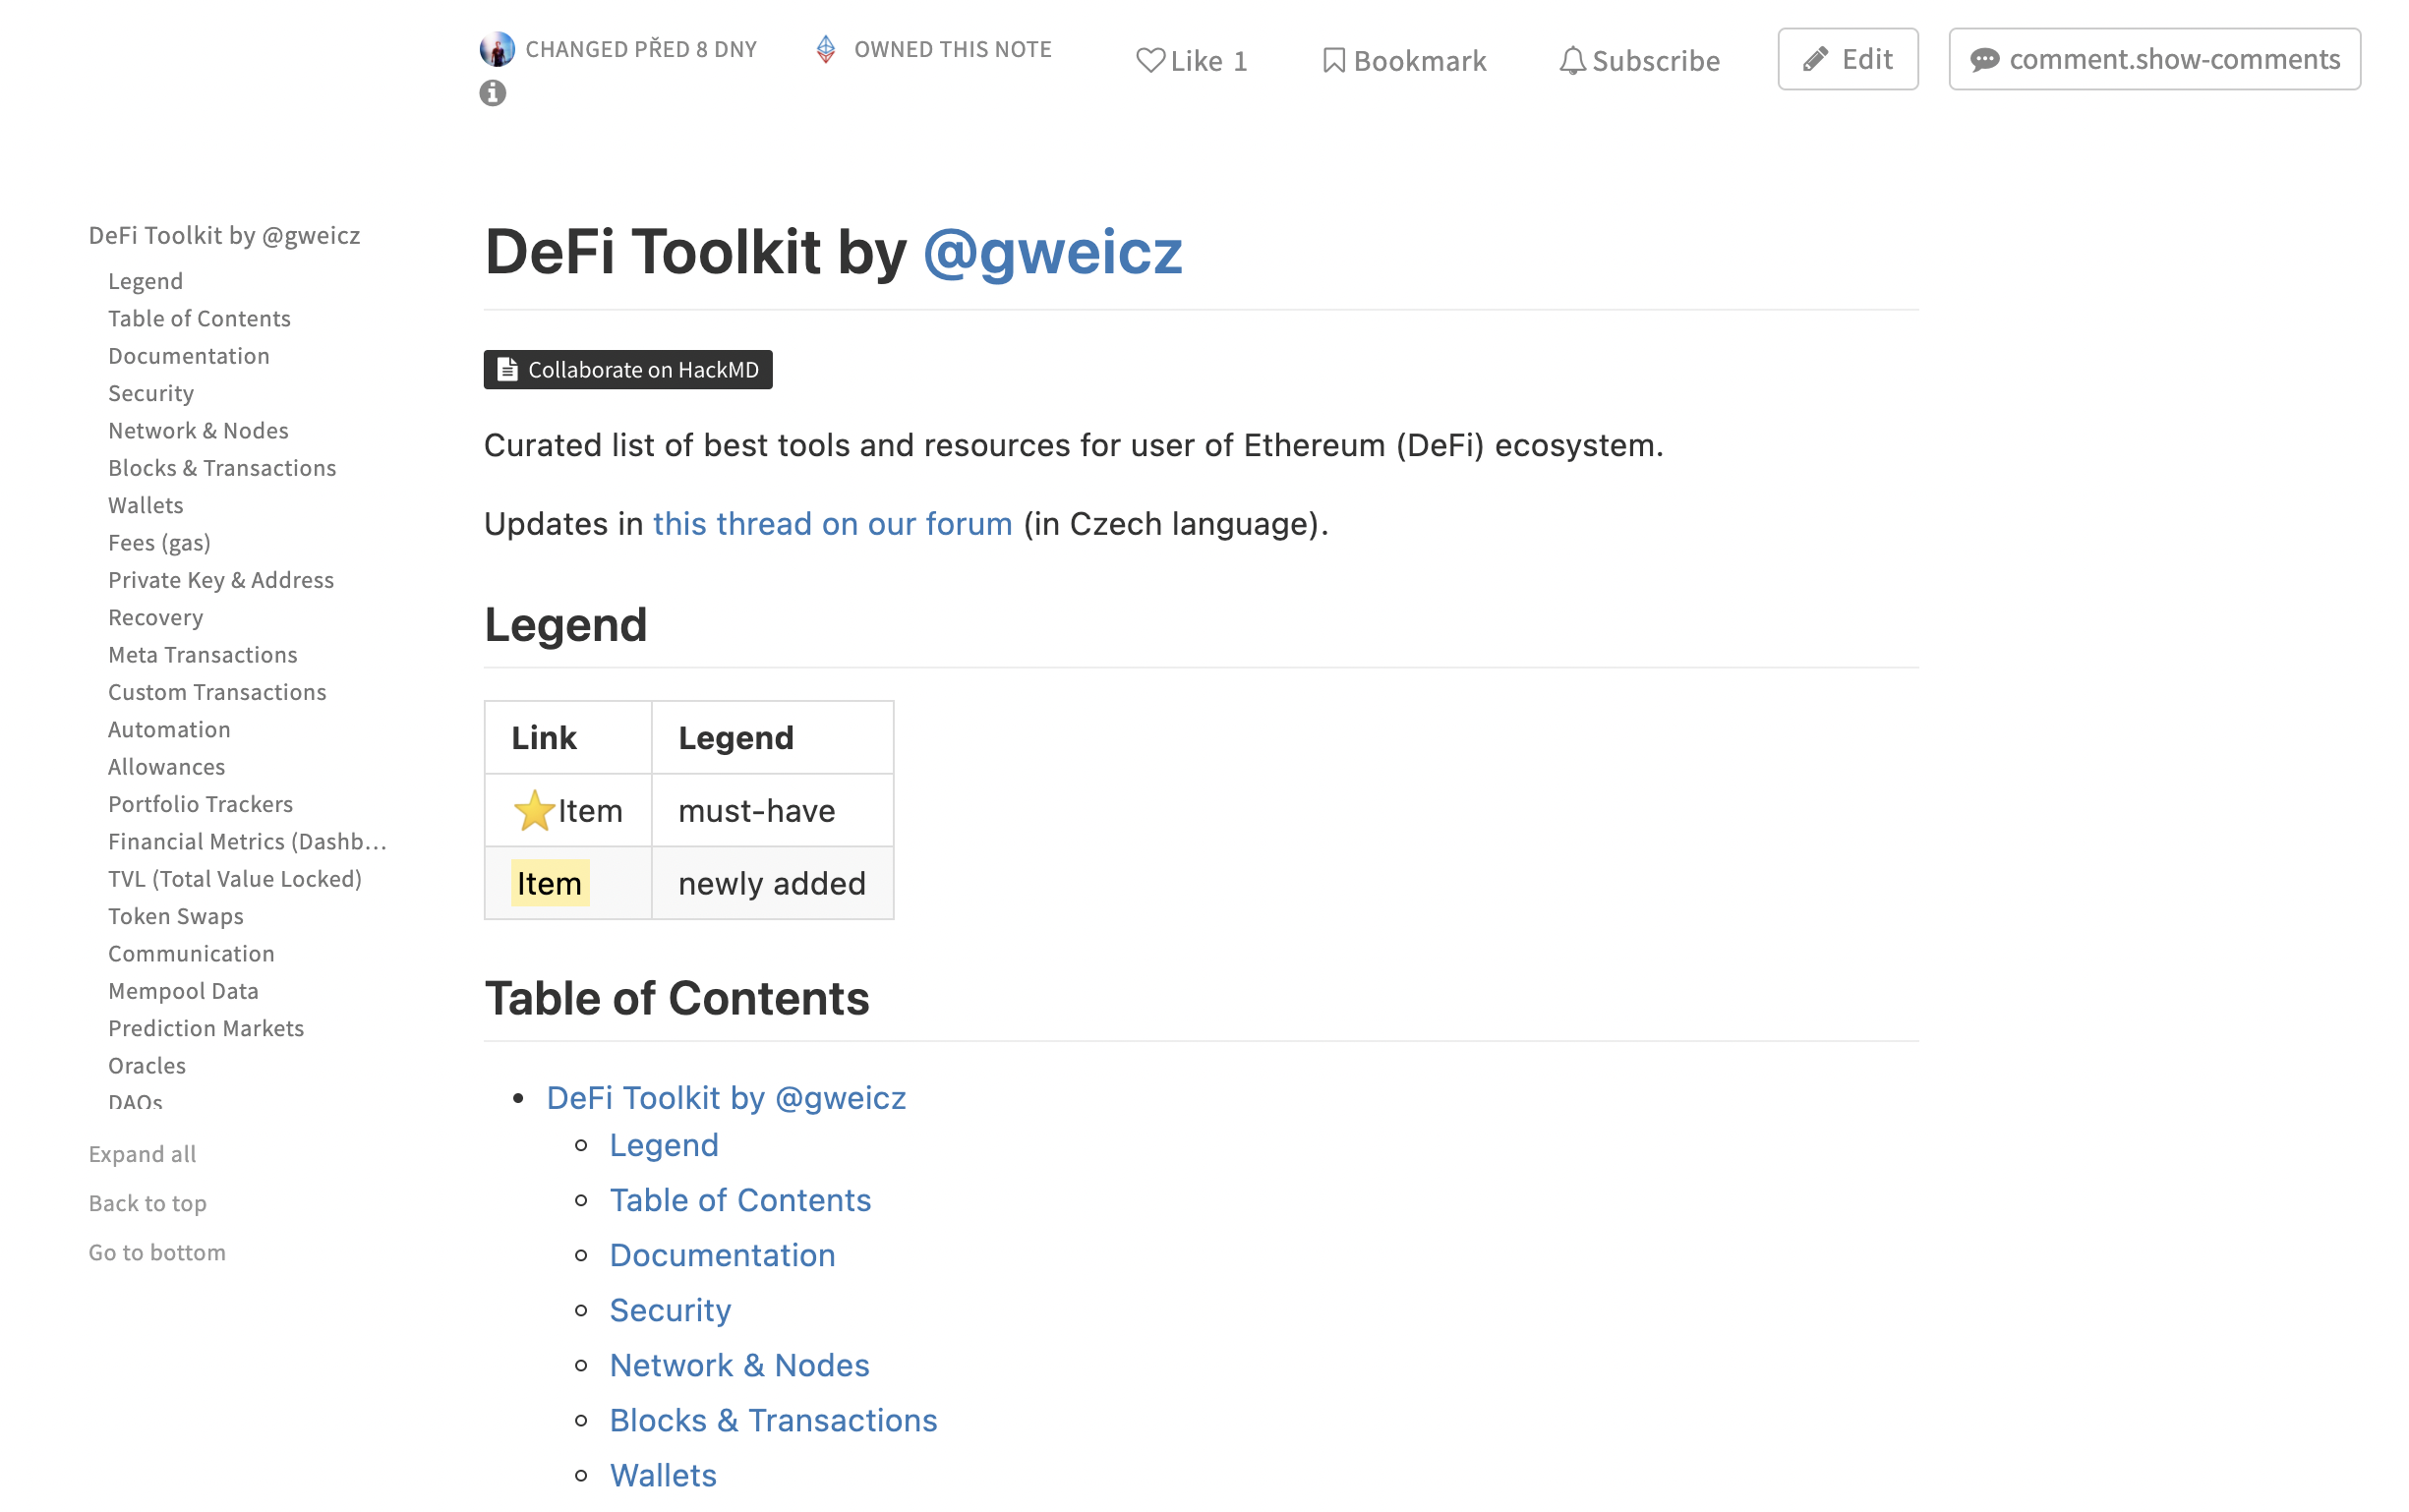 CHANGED PŘED 8 DNY
OWNED THIS NOTE
Like 1
Bookmark
Subscribe
Edit
comment.show-comments
DeFi Toolkit by @gweicz
Legend
Table of Contents
Documentation
Security
Network & Nodes
Blocks & Transactions
Wallets
Fees (gas)
Private Key & Address
Recovery
Meta Transactions
Custom Transactions
Automation
Allowances
Portfolio Trackers
Financial Metrics (Dashb…
TVL (Total Value Locked)
Token Swaps
Communication
Mempool Data
Prediction Markets
Oracles
DAOs
Expand all
Back to top
Go to bottom
DeFi Toolkit by @gweicz
Collaborate on HackMD
Curated list of best tools and resources for user of Ethereum (DeFi) ecosystem.
Updates in this thread on our forum (in Czech language).
Legend
Link Legend
⭐Item must-have
Item newly added
Table of Contents
• DeFi Toolkit by @gweicz
◦ Legend
◦ Table of Contents
◦ Documentation
◦ Security
◦ Network & Nodes
◦ Blocks & Transactions
◦ Wallets